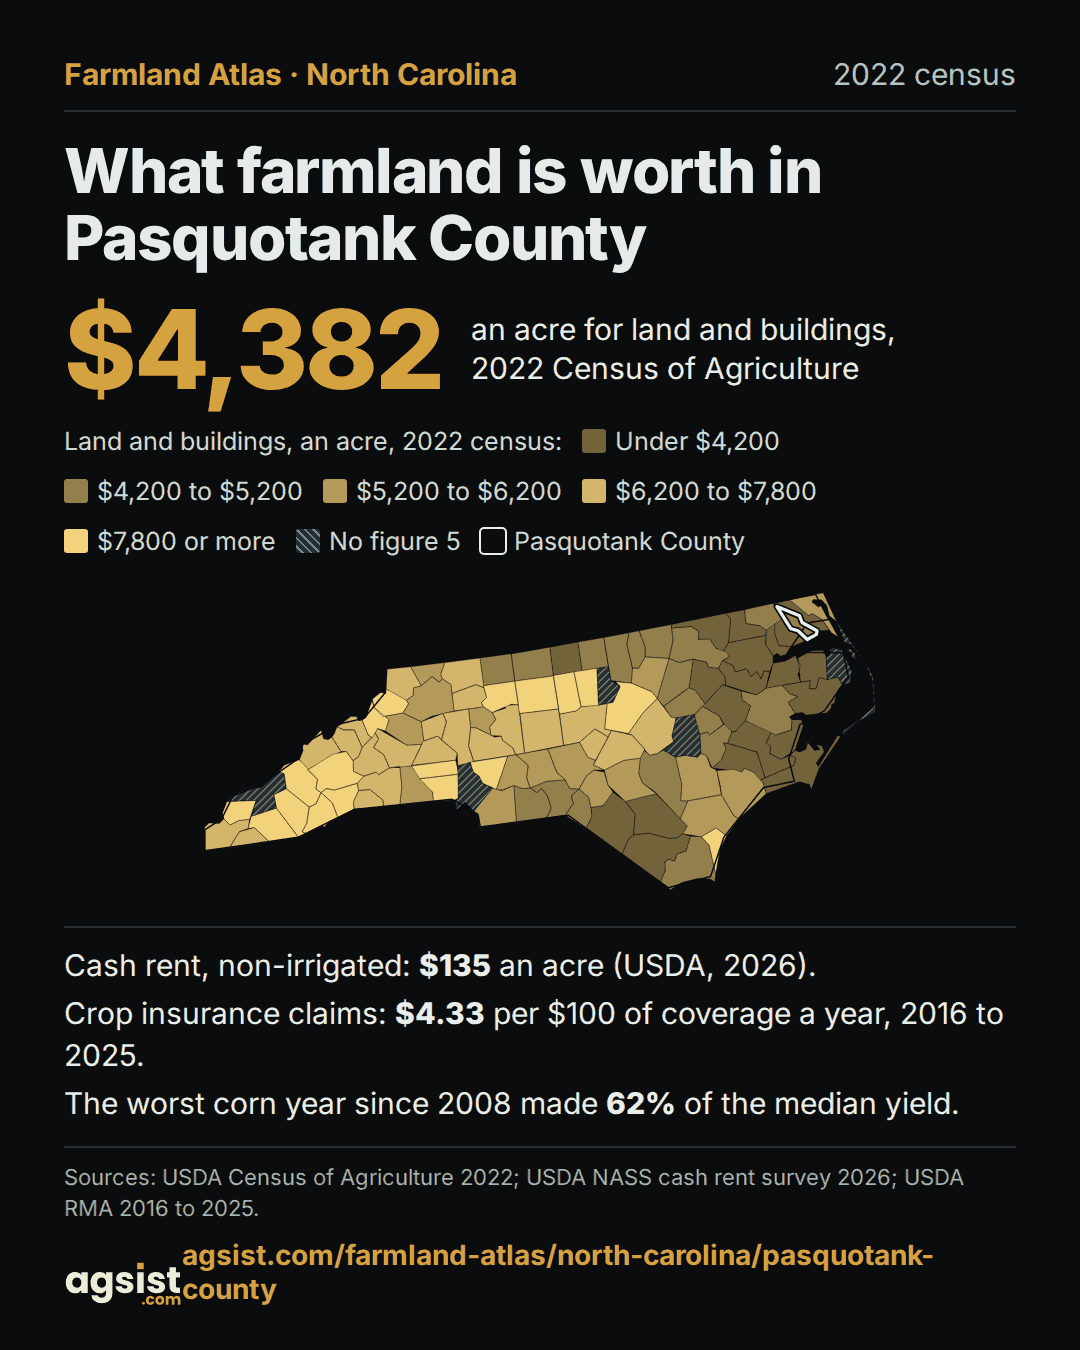 Farmland Atlas · North Carolina
2022 census
What farmland is worth in
Pasquotank County
$4,382
an acre for land and buildings,
2022 Census of Agriculture
Land and buildings, an acre, 2022 census: Under $4,200
$4,200 to $5,200 $5,200 to $6,200 $6,200 to $7,800
$7,800 or more No figure 5 Pasquotank County
Cash rent, non-irrigated: $135 an acre (USDA, 2026).
Crop insurance claims: $4.33 per $100 of coverage a year, 2016 to
2025.
The worst corn year since 2008 made 62% of the median yield.
Sources: USDA Census of Agriculture 2022; USDA NASS cash rent survey 2026; USDA
RMA 2016 to 2025.
agsist.com
agsist.com/farmland-atlas/north-carolina/pasquotank-
county